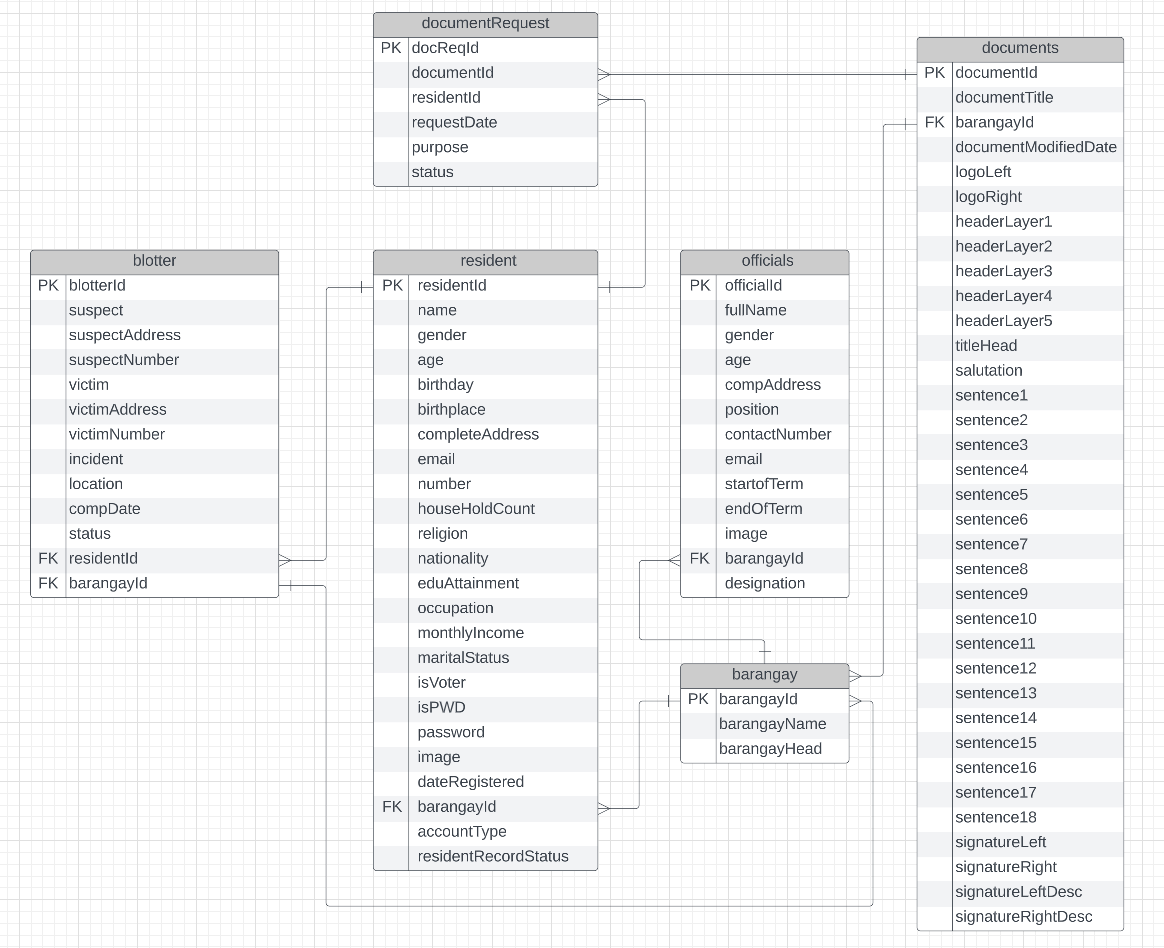 documentRequest
PK docReqId
documentId
residentId
requestDate
purpose
status
documents
PK documentId
documentTitle
FK barangayId
documentModifiedDate
logoLeft
logoRight
headerLayer1
headerLayer2
headerLayer3
headerLayer4
headerLayer5
titleHead
salutation
sentence1
sentence2
sentence3
sentence4
sentence5
sentence6
sentence7
sentence8
sentence9
sentence10
sentence11
sentence12
sentence13
sentence14
sentence15
sentence16
sentence17
sentence18
signatureLeft
signatureRight
signatureLeftDesc
signatureRightDesc
blotter
PK blotterId
suspect
suspectAddress
suspectNumber
victim
victimAddress
victimNumber
incident
location
compDate
status
FK residentId
FK barangayId
resident
PK residentId
name
gender
age
birthday
birthplace
completeAddress
email
number
houseHoldCount
religion
nationality
eduAttainment
occupation
monthlyIncome
maritalStatus
isVoter
isPWD
password
image
dateRegistered
FK barangayId
accountType
residentRecordStatus
officials
PK officialId
fullName
gender
age
compAddress
position
contactNumber
email
startofTerm
endOfTerm
image
FK barangayId
designation
barangay
PK barangayId
barangayName
barangayHead